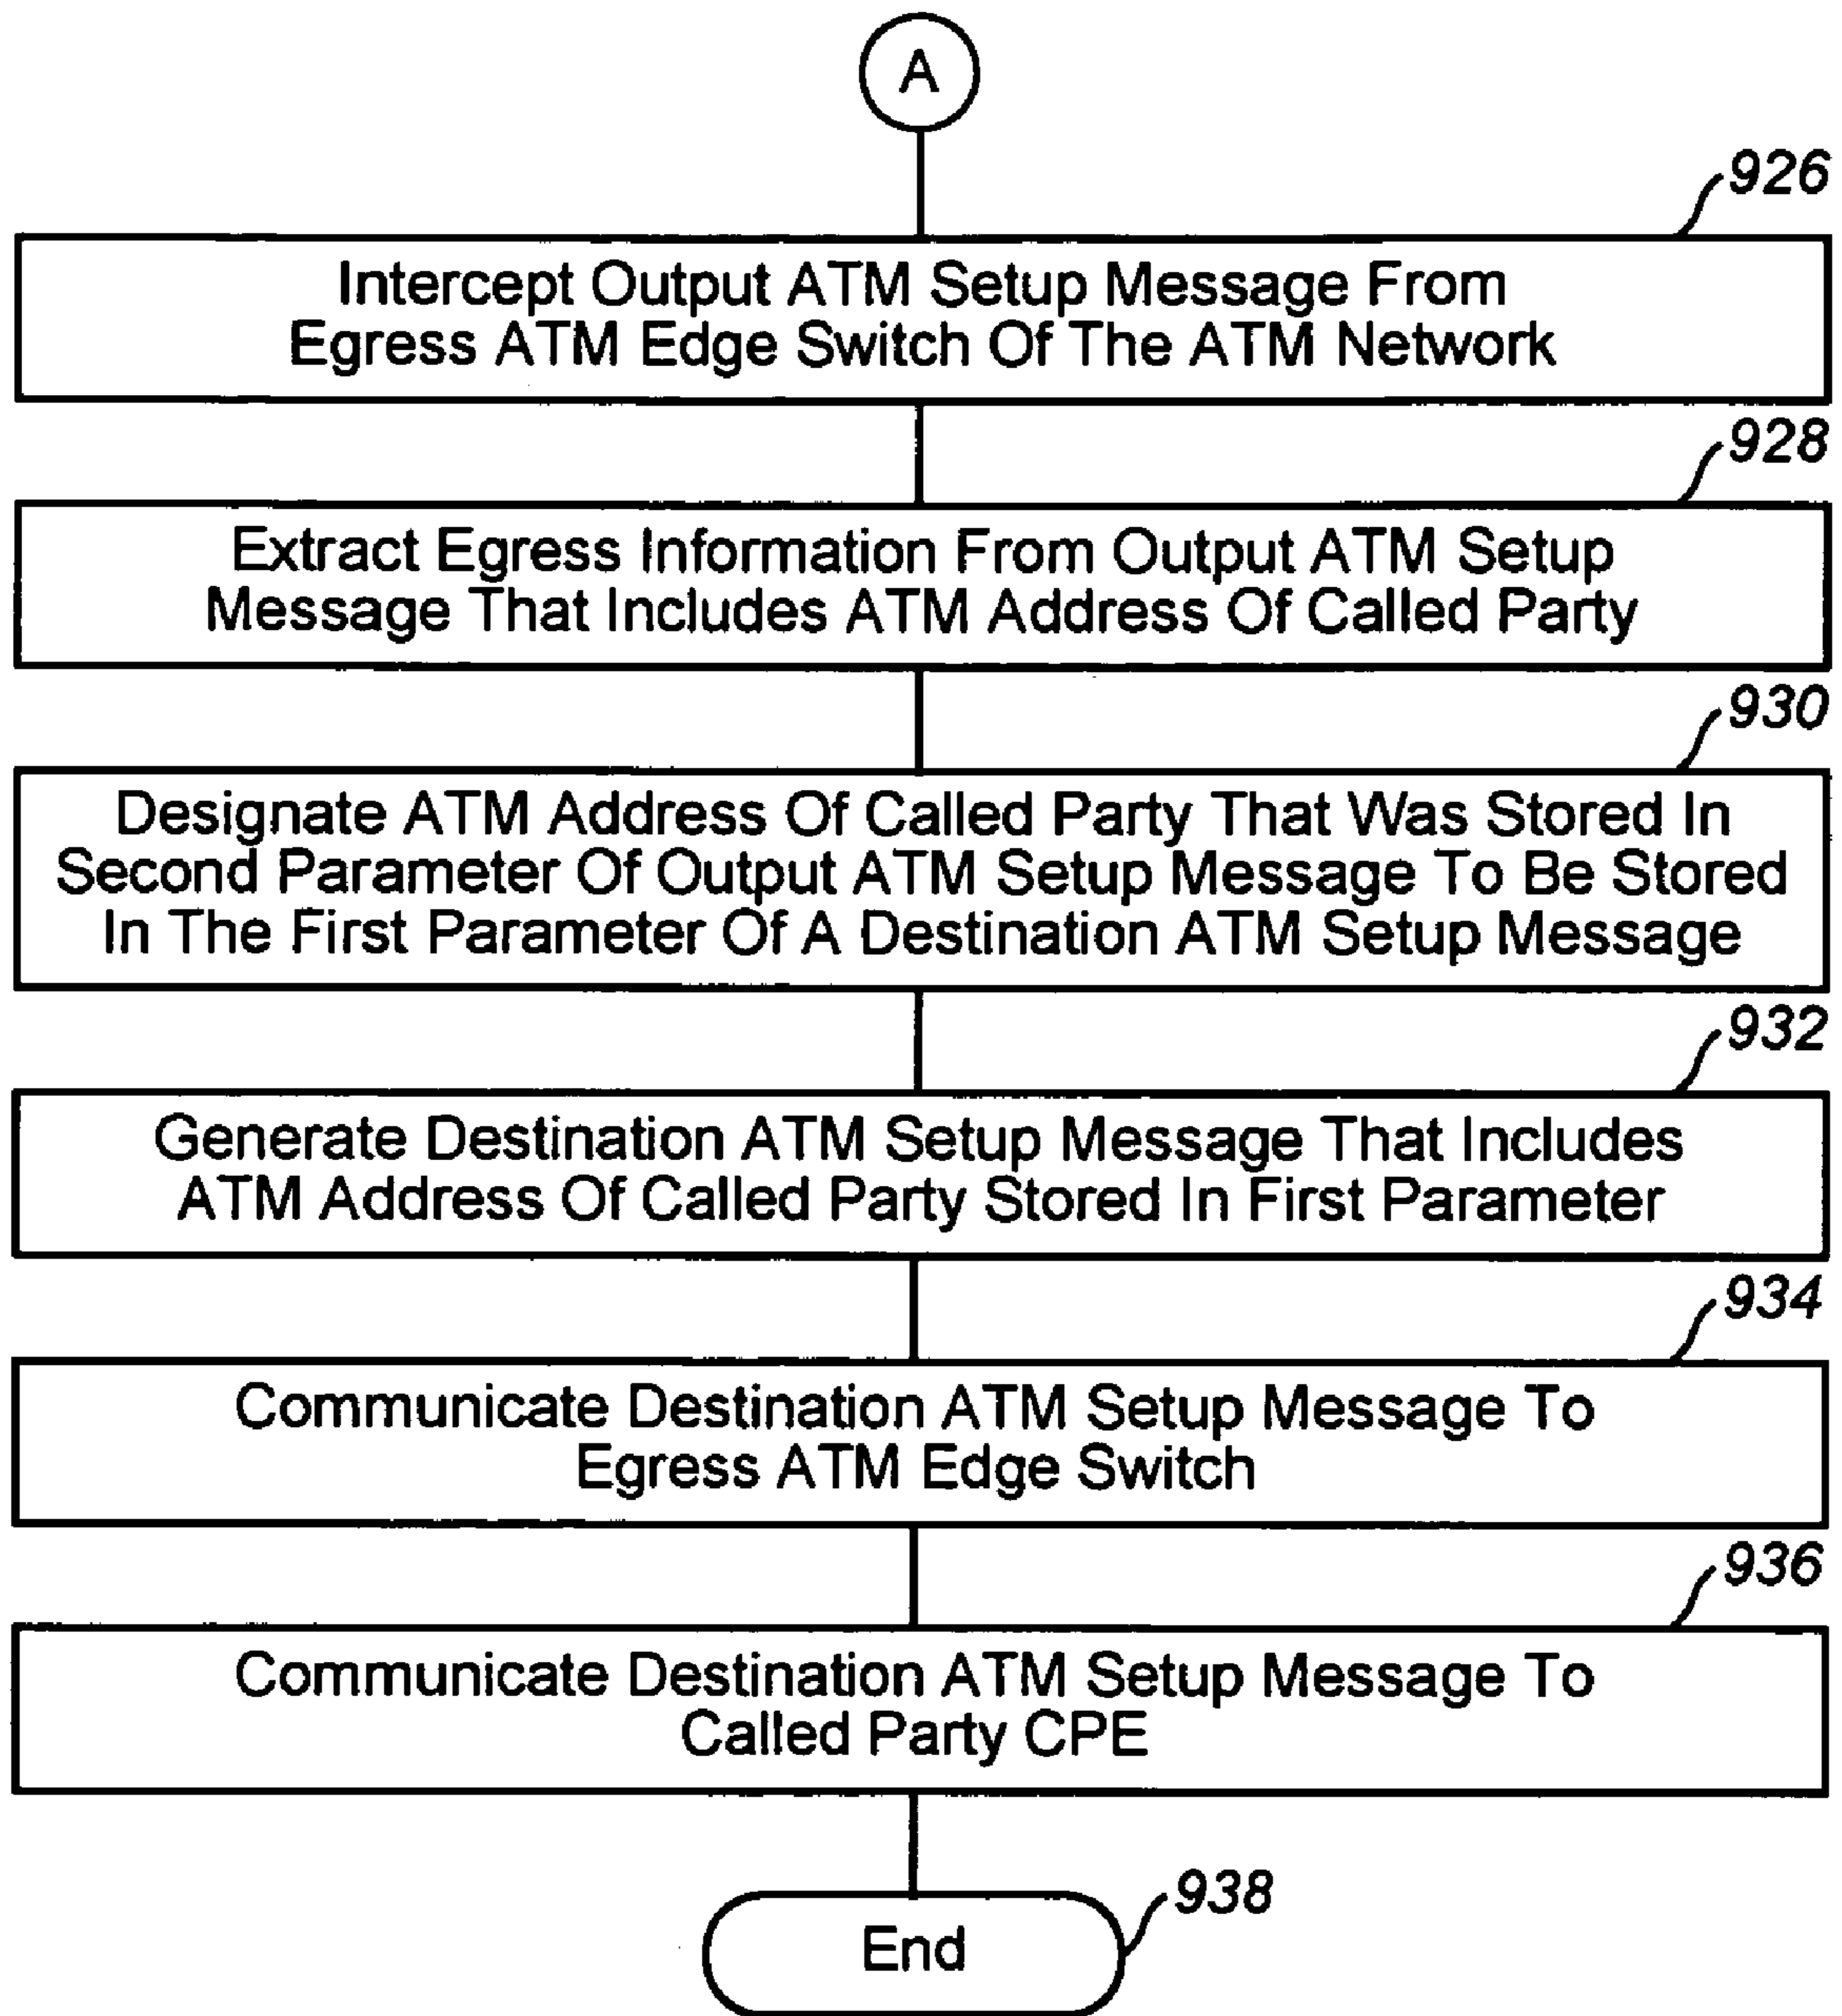 A
926
Intercept Output ATM Setup Message From
Egress ATM Edge Switch Of The ATM Network
928
Extract Egress Information From Output ATM Setup
Message That Includes ATM Address Of Called Party
930
Designate ATM Address Of Called Party That Was Stored In
Second Parameter Of Output ATM Setup Message To Be Stored
In The First Parameter Of A Destination ATM Setup Message
932
Generate Destination ATM Setup Message That Includes
ATM Address Of Called Party Stored In First Parameter
934
Communicate Destination ATM Setup Message To
Egress ATM Edge Switch
936
Communicate Destination ATM Setup Message To
Called Party CPE
938
End